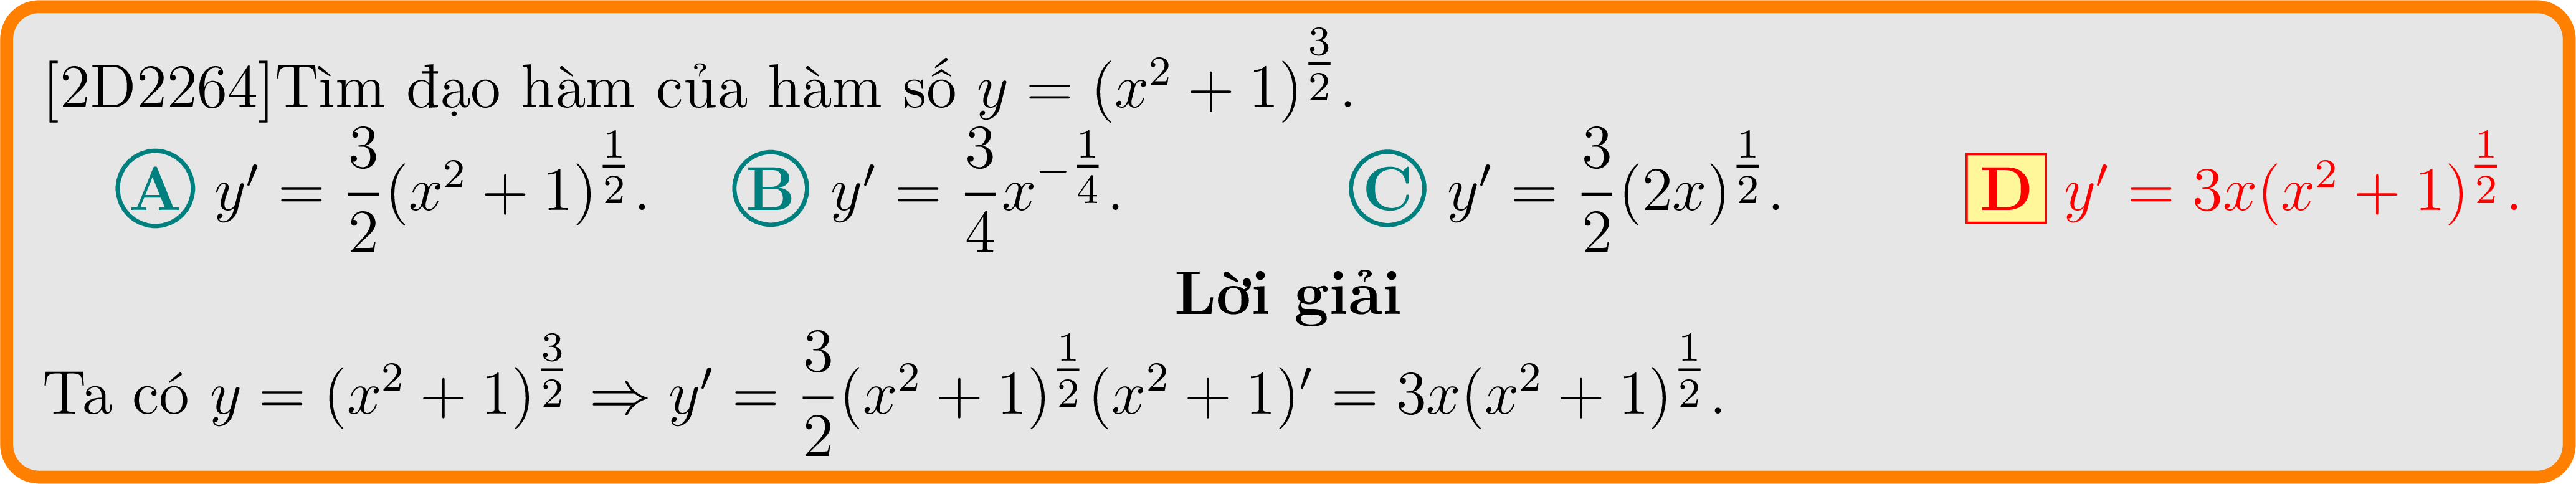 [2D2264]Tìm đạo hàm của hàm số $y = (x^2 + 1)^{\frac{3}{2}}$.
A $y' = \frac{3}{2}(x^2 + 1)^{\frac{1}{2}}$. B $y' = \frac{3}{4}x^{-\frac{1}{4}}$. C $y' = \frac{3}{2}(2x)^{\frac{1}{2}}$. D $y' = 3x(x^2 + 1)^{\frac{1}{2}}$.
Lời giải
Ta có $y = (x^2 + 1)^{\frac{3}{2}} \Rightarrow y' = \frac{3}{2}(x^2 + 1)^{\frac{1}{2}}(x^2 + 1)' = 3x(x^2 + 1)^{\frac{1}{2}}$.